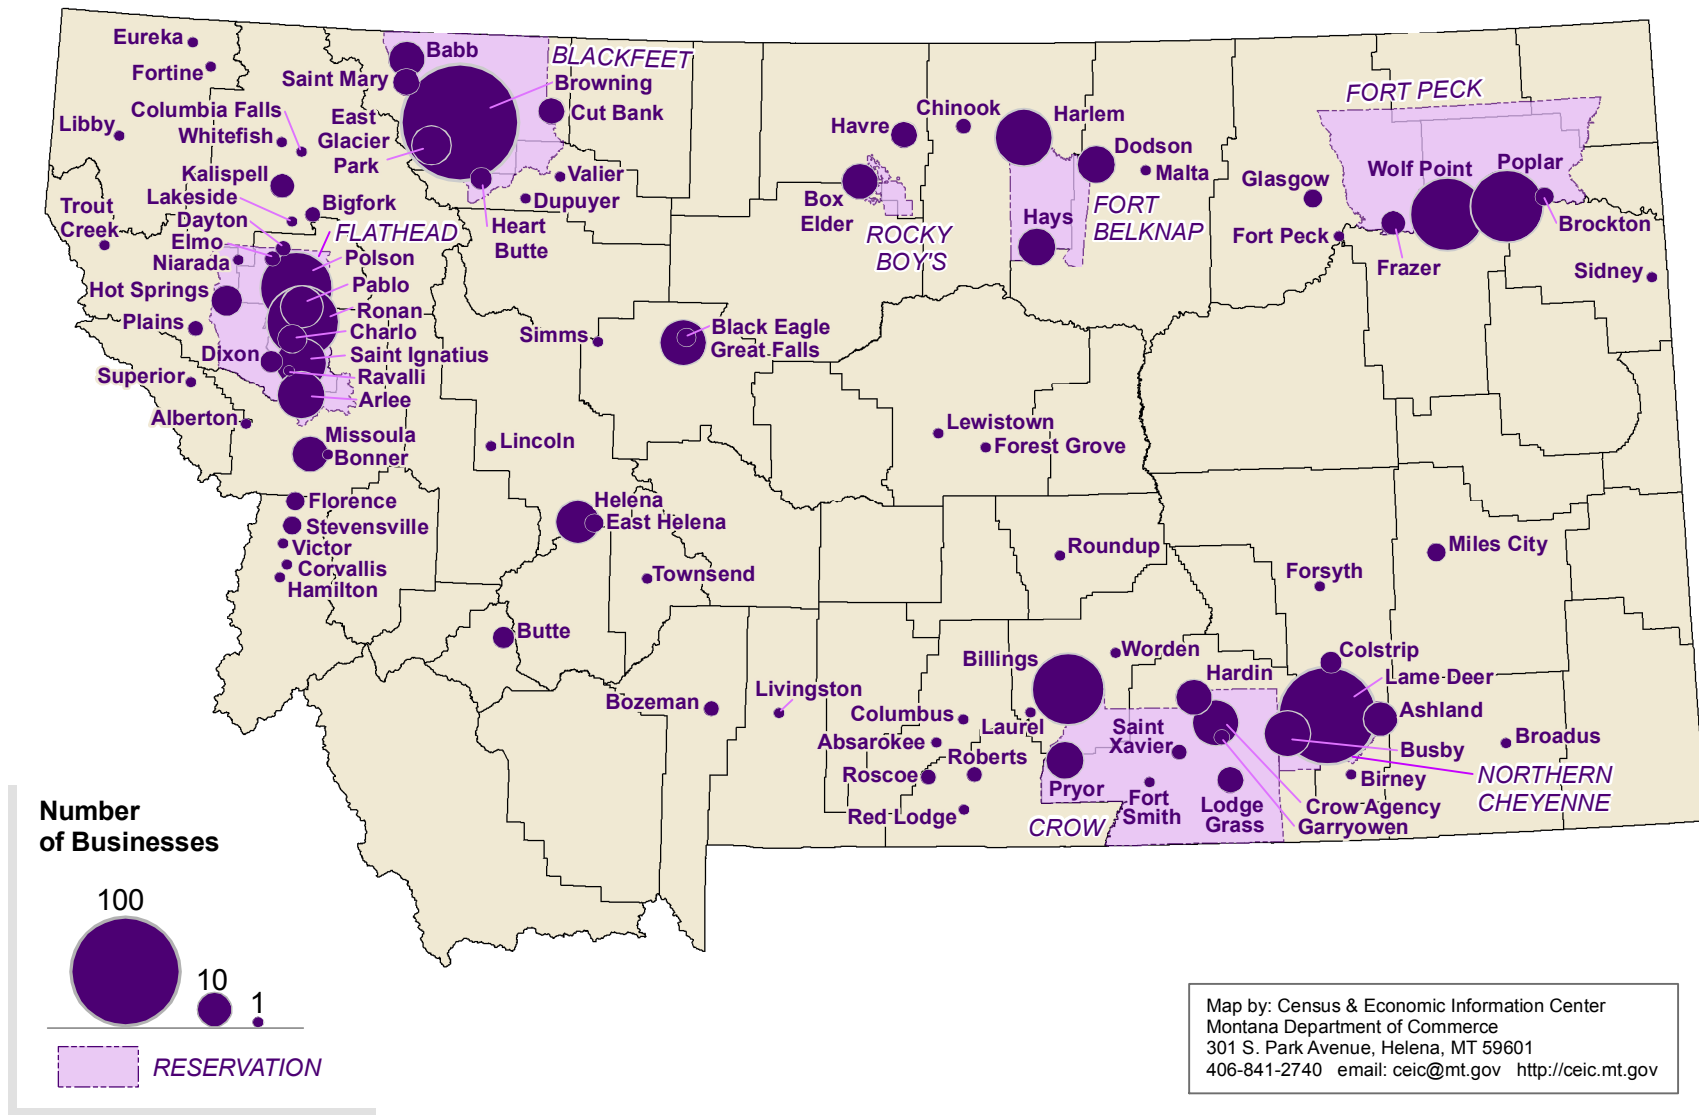 Eureka
Fortine
Libby
Columbia Falls
Whitefish
Kalispell
Lakeside
Bigfork
Dayton
Elmo
Niarada
Trout
Creek
Hot Springs
Plains
Dixon
Superior
Alberton
FLATHEAD
Polson
Pablo
Ronan
Charlo
Saint Ignatius
Ravalli
Arlee
Missoula
Bonner
Florence
Stevensville
Victor
Corvallis
Hamilton
Babb
Saint Mary
BLACKFEET
Browning
Cut Bank
East
Glacier
Park
Valier
Dupuyer
Heart
Butte
Simms
Black Eagle
Great Falls
Lincoln
Helena
East Helena
Townsend
Butte
Bozeman
Livingston
Chinook
Havre
Harlem
Dodson
Malta
Box
Elder
ROCKY
BOY'S
Hays
FORT
BELKNAP
FORT PECK
Glasgow
Wolf Point
Poplar
Brockton
Fort Peck
Frazer
Sidney
Lewistown
Forest Grove
Roundup
Miles City
Forsyth
Billings
Worden
Hardin
Colstrip
Lame Deer
Ashland
Busby
Birney
Broadus
NORTHERN
CHEYENNE
Columbus
Laurel
Absarokee
Roberts
Roscoe
Red Lodge
Saint
Xavier
Pryor
Fort
Smith
Lodge
Grass
Crow Agency
Garryowen
CROW
Number
of Businesses
100
10
1
RESERVATION
Map by: Census & Economic Information Center
Montana Department of Commerce
301 S. Park Avenue, Helena, MT 59601
406-841-2740 email: ceic@mt.gov http://ceic.mt.gov